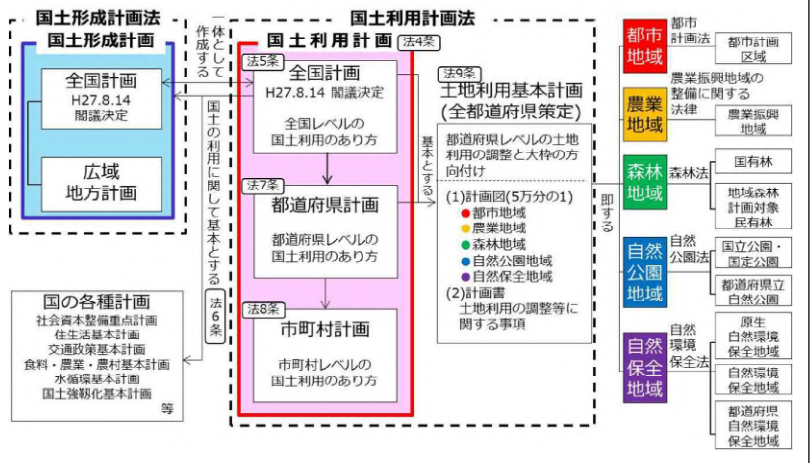 国土形成計画法
国土形成計画
全国計画
H27.8.14
閣議決定
広域
地方計画
一体として
作成する
国土の利用に関して基本とする
法6条
国の各種計画
社会資本整備重点計画
住生活基本計画
交通政策基本計画
食料・農業・農村基本計画
水循環基本計画
国土強靱化基本計画
等
国土利用計画法
国土利用計画
法4条
法5条
全国計画
H27.8.14 閣議決定
全国レベルの
国土利用のあり方
法7条
都道府県計画
都道府県レベルの
国土利用のあり方
法8条
市町村計画
市町村レベルの
国土利用のあり方
基本とする
法9条
土地利用基本計画
(全都道府県策定)
都道府県レベルの土地
利用の調整と大枠の方
向付け
(1)計画図(5万分の1)
●都市地域
●農業地域
●森林地域
●自然公園地域
●自然保全地域
(2)計画書
土地利用の調整等に
関する事項
即する
都市
地域
都市
計画法
都市計画
区域
農業
地域
農業振興地域の
整備に関する
法律
農業振興
地域
森林
地域
森林法
国有林
地域森林
計画対象
民有林
自然
公園
地域
自然
公園法
国立公園・
国定公園
都道府県立
自然公園
自然
保全
地域
自然
環境
保全法
原生
自然環境
保全地域
自然環境
保全地域
都道府県
自然環境
保全地域